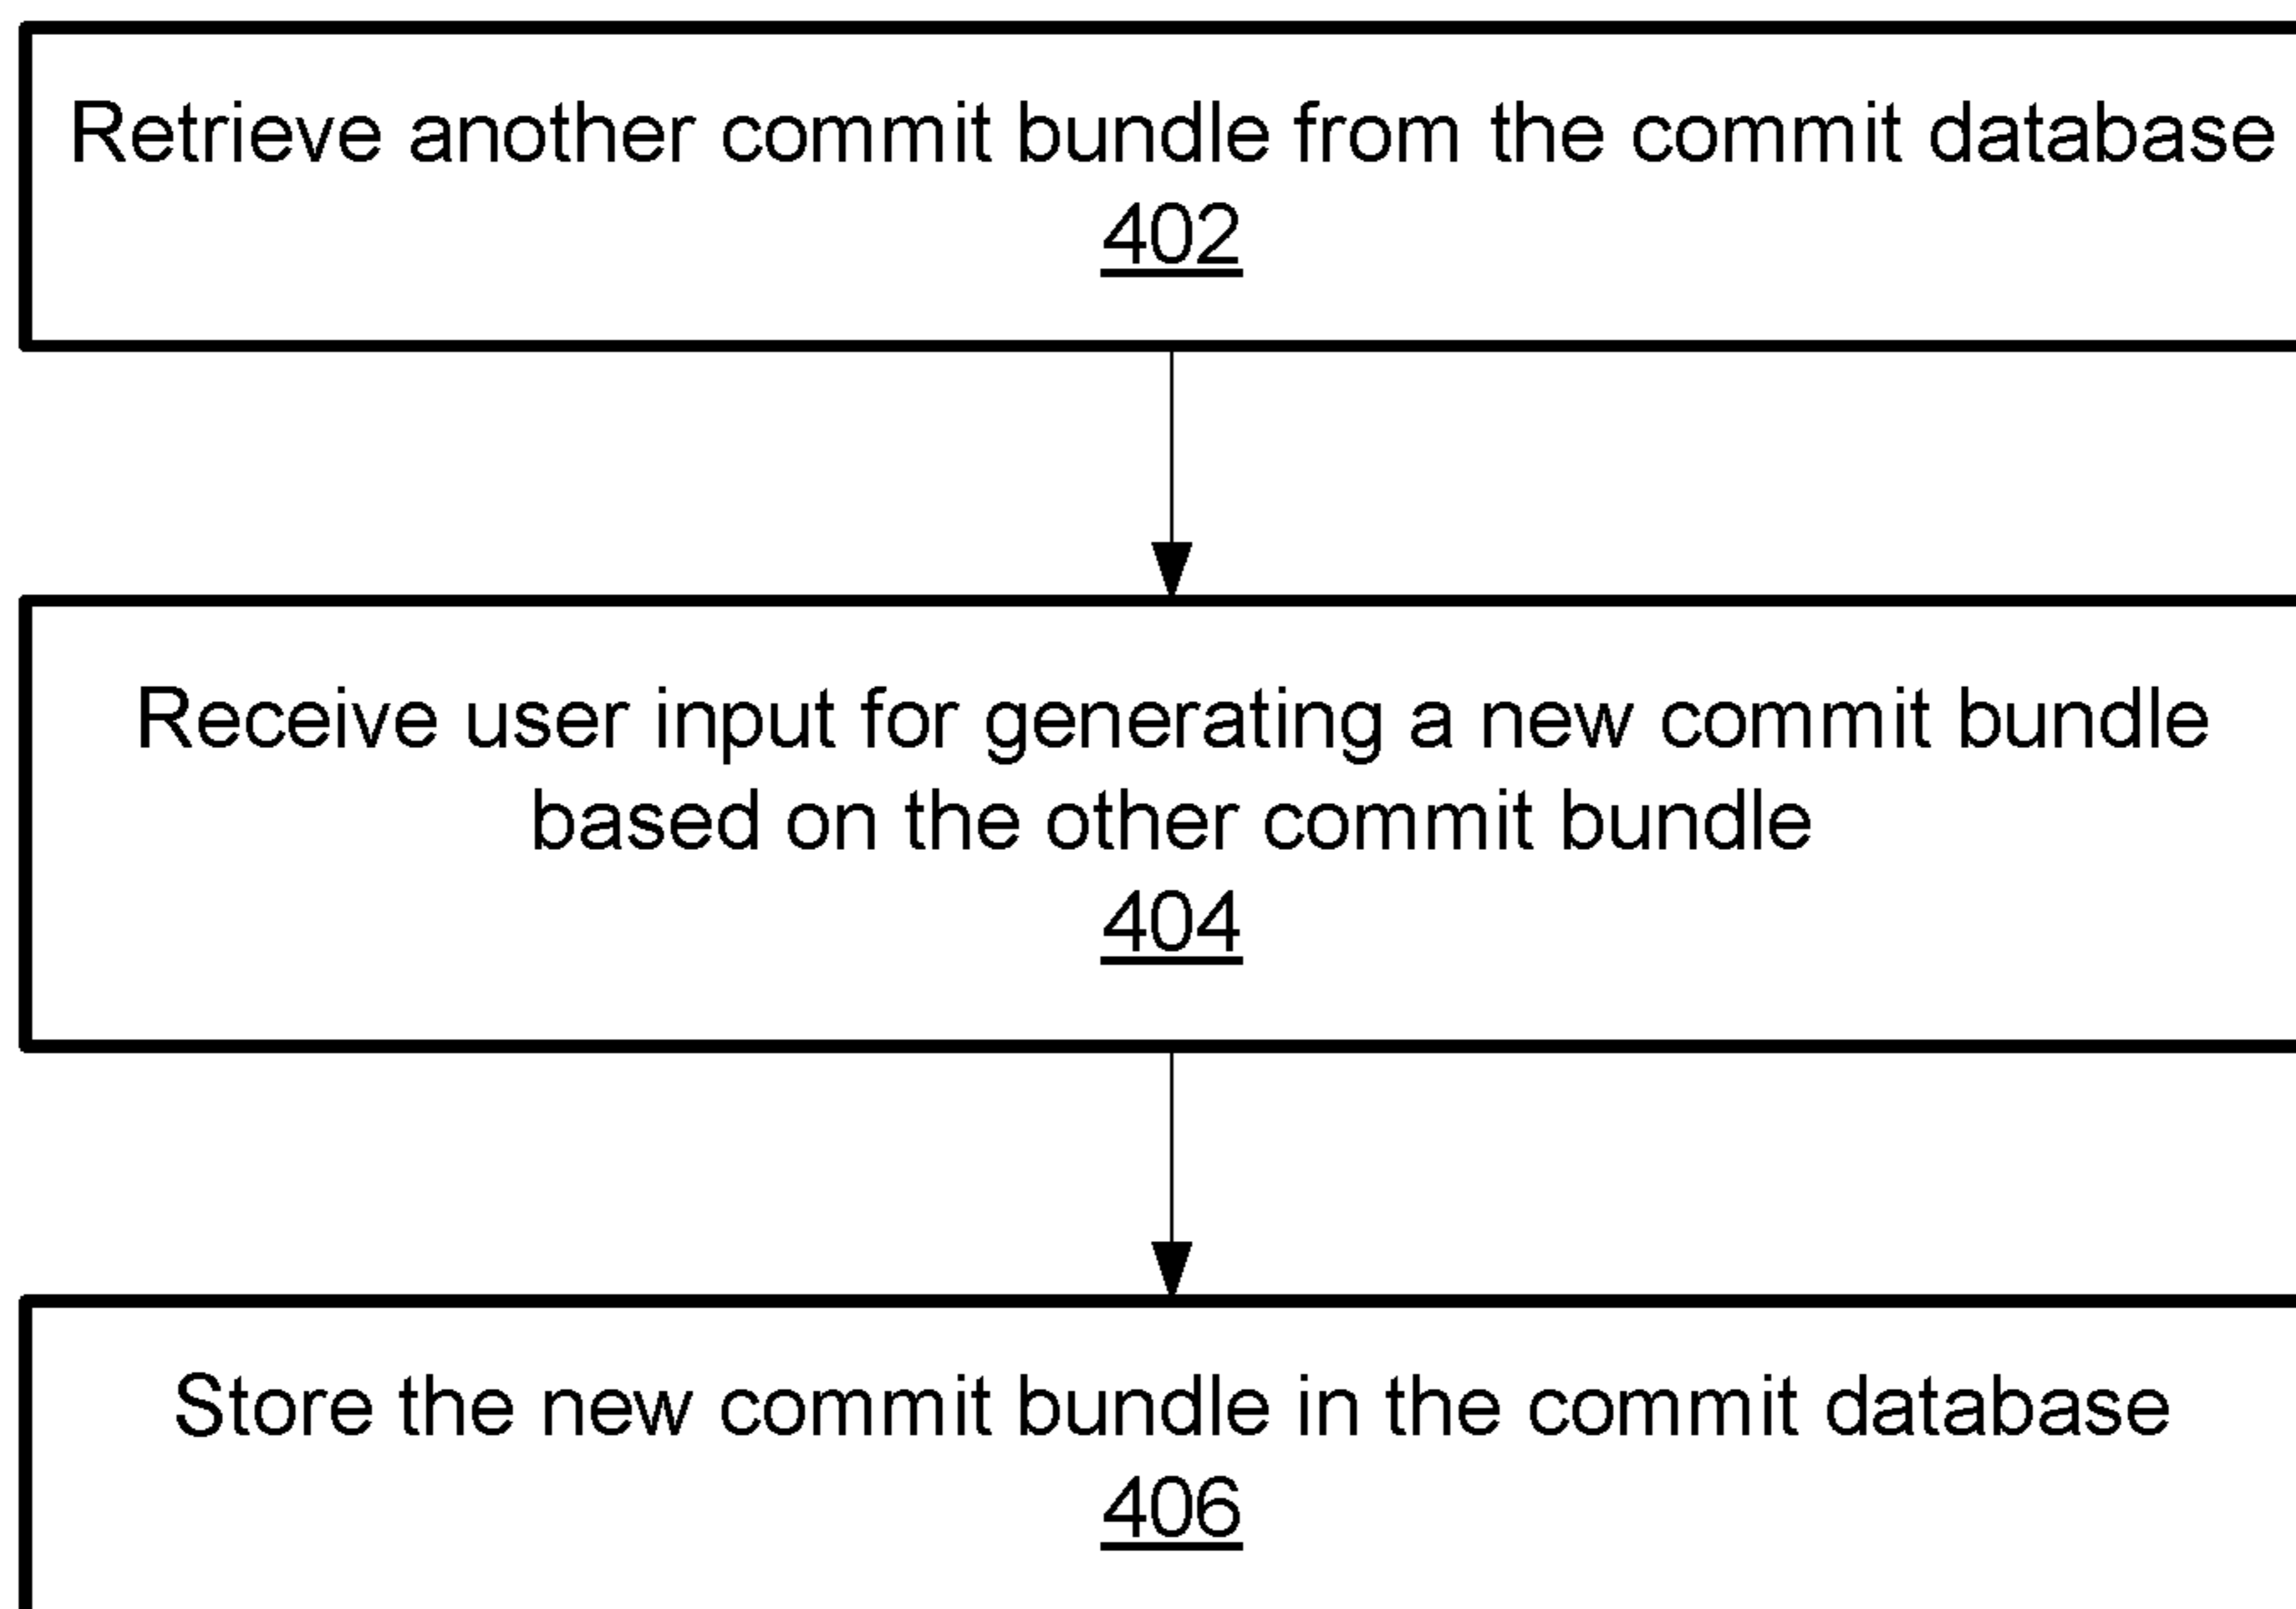 Retrieve another commit bundle from the commit database
402
Receive user input for generating a new commit bundle
based on the other commit bundle
404
Store the new commit bundle in the commit database
406